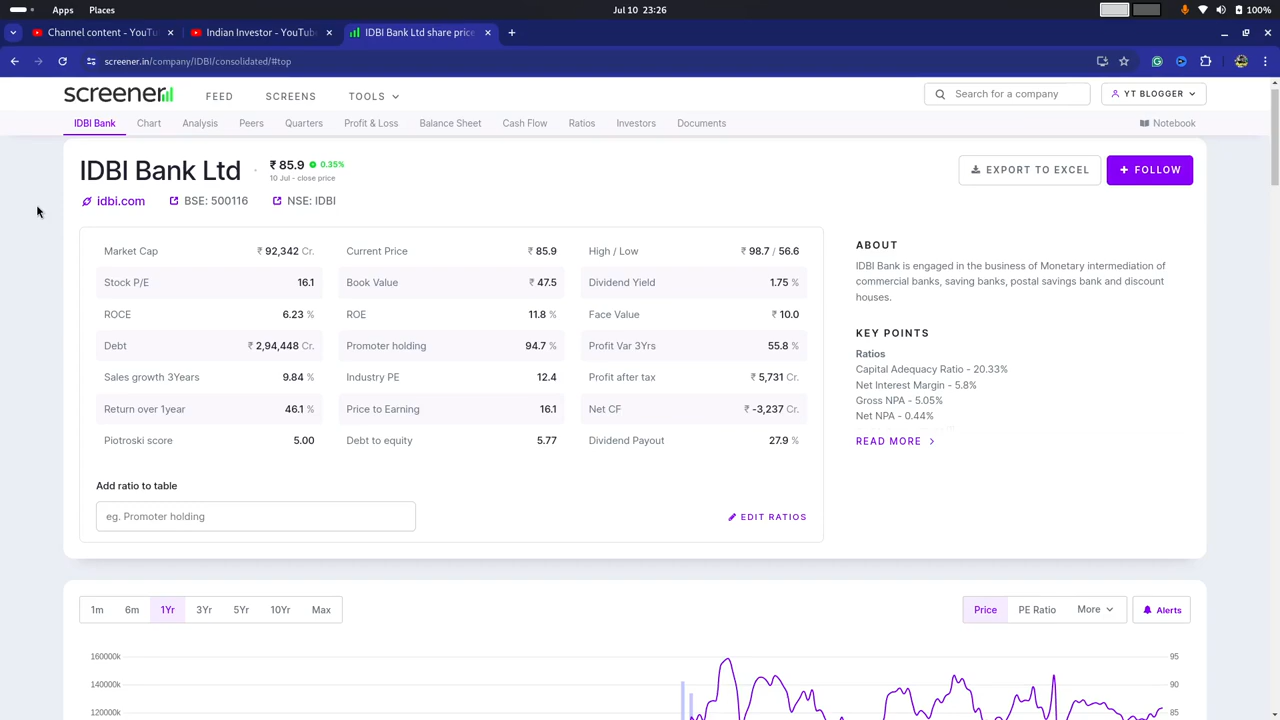 Apps Places Jul 10 23:26 100%
Channel content - YouTu Indian Investor - YouTube IDBI Bank Ltd share price
screener.in/company/IDBI/consolidated/#top
screener FEED SCREENS TOOLS Search for a company YT BLOGGER
IDBI Bank Chart Analysis Peers Quarters Profit & Loss Balance Sheet Cash Flow Ratios Investors Documents Notebook
IDBI Bank Ltd ₹ 85.9 0.35%
10 Jul - close price
EXPORT TO EXCEL FOLLOW
idbi.com BSE: 500116 NSE: IDBI
Market Cap ₹ 92,342 Cr. Current Price ₹ 85.9 High / Low ₹ 98.7 / 56.6
Stock P/E 16.1 Book Value ₹ 47.5 Dividend Yield 1.75 %
ROCE 6.23 % ROE 11.8 % Face Value ₹ 10.0
Debt ₹ 2,94,448 Cr. Promoter holding 94.7 % Profit Var 3Yrs 55.8 %
Sales growth 3Years 9.84 % Industry PE 12.4 Profit after tax ₹ 5,731 Cr.
Return over 1year 46.1 % Price to Earning 16.1 Net CF ₹ -3,237 Cr.
Piotroski score 5.00 Debt to equity 5.77 Dividend Payout 27.9 %
Add ratio to table
eg. Promoter holding
EDIT RATIOS
ABOUT
IDBI Bank is engaged in the business of Monetary intermediation of
commercial banks, saving banks, postal savings bank and discount
houses.
KEY POINTS
Ratios
Capital Adequacy Ratio - 20.33%
Net Interest Margin - 5.8%
Gross NPA - 5.05%
Net NPA - 0.44%
READ MORE
1m 6m 1Yr 3Yr 5Yr 10Yr Max Price PE Ratio More Alerts
160000k 95
140000k 90
120000k 85